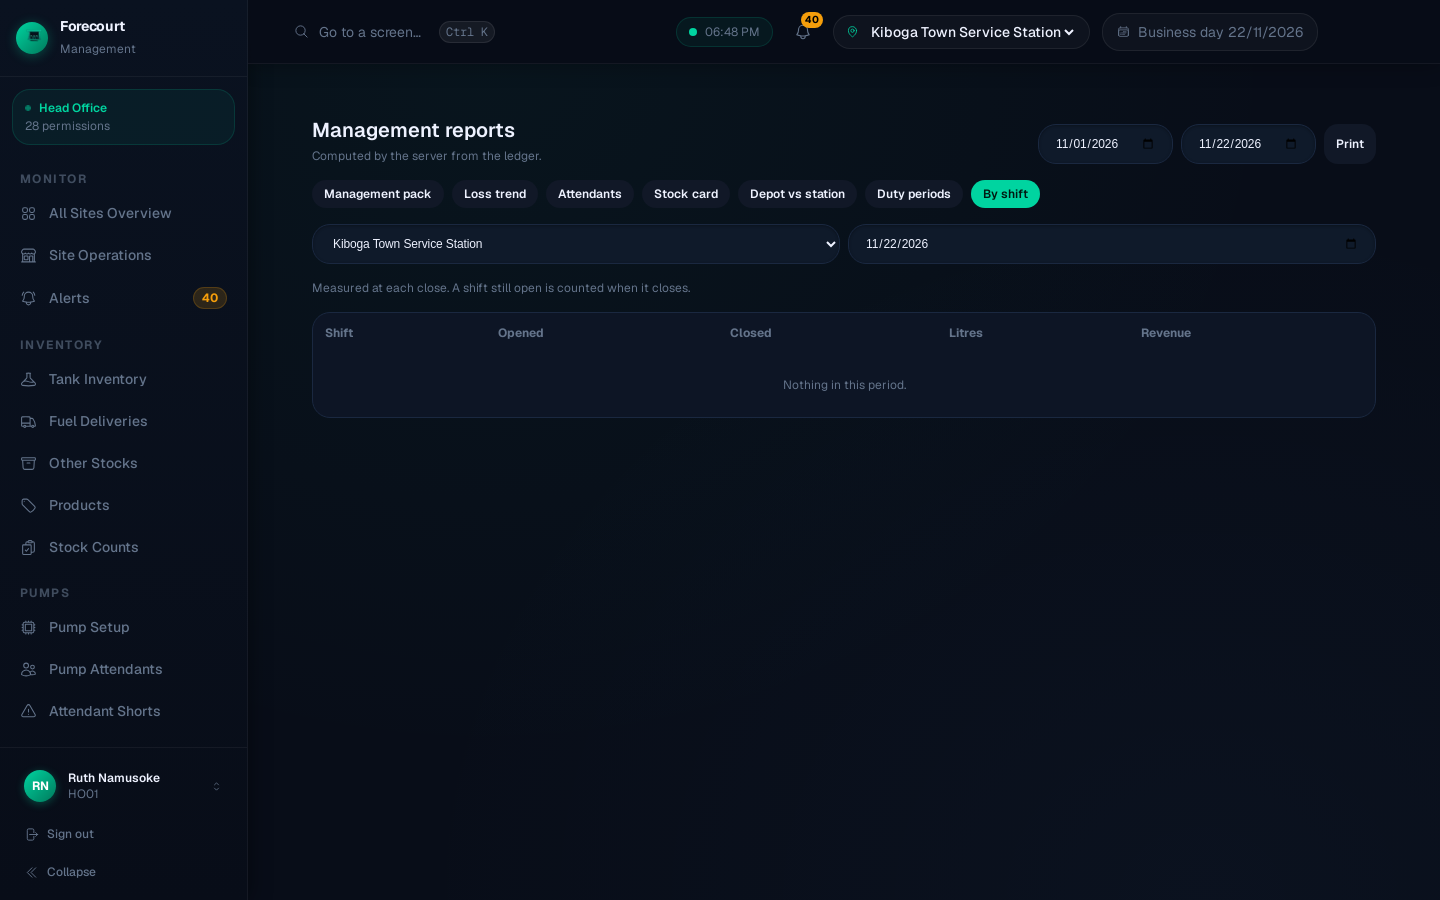 Forecourt
Management
Head Office
28 permissions
MONITOR
All Sites Overview
Site Operations
Alerts 40
INVENTORY
Tank Inventory
Fuel Deliveries
Other Stocks
Products
Stock Counts
PUMPS
Pump Setup
Pump Attendants
Attendant Shorts
RN Ruth Namusoke
HO01
Sign out
Collapse
Go to a screen... Ctrl K
06:48 PM 40 Kiboga Town Service Station Business day 22/11/2026
Management reports
Computed by the server from the ledger.
11/01/2026 11/22/2026 Print
Management pack Loss trend Attendants Stock card Depot vs station Duty periods By shift
Kiboga Town Service Station 11/22/2026
Measured at each close. A shift still open is counted when it closes.
Shift Opened Closed Litres Revenue
Nothing in this period.